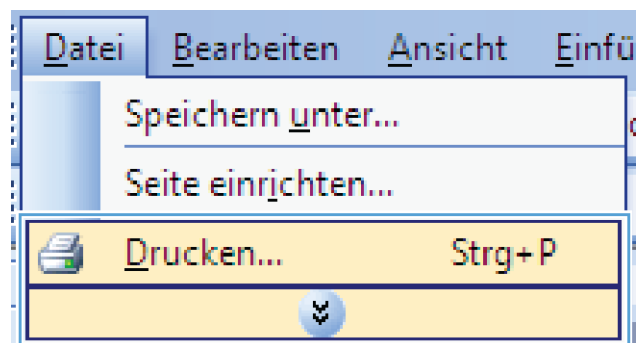 Datei Bearbeiten Ansicht Einfü
Speichern unter...
Seite einrichten...
Drucken... Strg+P